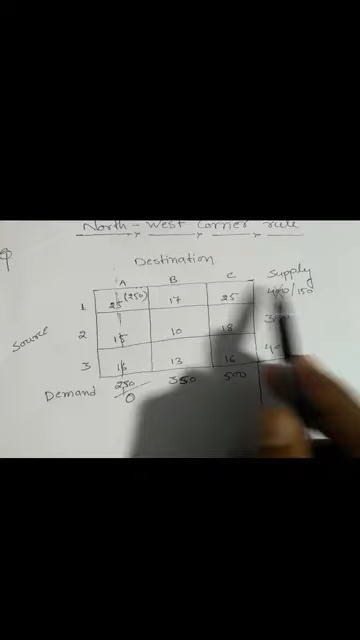 North-West Corner rule
Destination
A B C Supply
1 25 (250) 17 25 400/150
Source
2 15 10 18
3 16 13 16
Demand 250 350 500
0